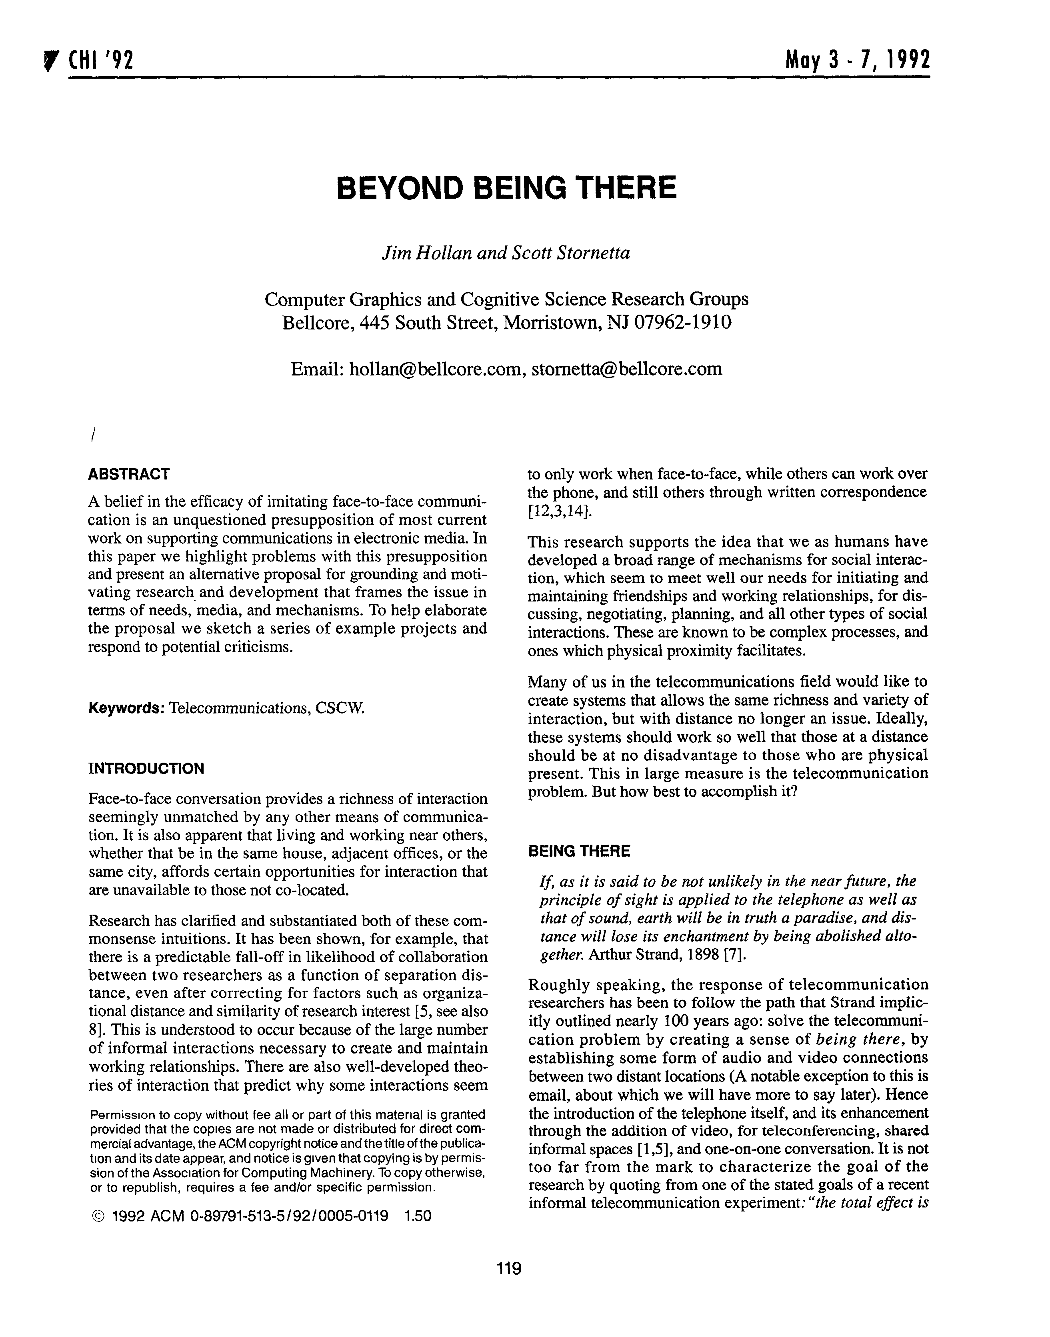 CHI '92
May 3 - 7, 1992
BEYOND BEING THERE
Jim Hollan and Scott Stornetta
Computer Graphics and Cognitive Science Research Groups
Bellcore, 445 South Street, Morristown, NJ 07962-1910
Email: hollan@bellcore.com, stornetta@bellcore.com
ABSTRACT
A belief in the efficacy of imitating face-to-face communi-
cation is an unquestioned presupposition of most current
work on supporting communications in electronic media. In
this paper we highlight problems with this presupposition
and present an alternative proposal for grounding and moti-
vating research and development that frames the issue in
terms of needs, media, and mechanisms. To help elaborate
the proposal we sketch a series of example projects and
respond to potential criticisms.
Keywords: Telecommunications, CSCW.
INTRODUCTION
Face-to-face conversation provides a richness of interaction
seemingly unmatched by any other means of communica-
tion. It is also apparent that living and working near others,
whether that be in the same house, adjacent offices, or the
same city, affords certain opportunities for interaction that
are unavailable to those not co-located.
Research has clarified and substantiated both of these com-
monsense intuitions. It has been shown, for example, that
there is a predictable fall-off in likelihood of collaboration
between two researchers as a function of separation dis-
tance, even after correcting for factors such as organiza-
tional distance and similarity of research interest [5, see also
8]. This is understood to occur because of the large number
of informal interactions necessary to create and maintain
working relationships. There are also well-developed theo-
ries of interaction that predict why some interactions seem
Permission to copy without fee all or part of this material is granted
provided that the copies are not made or distributed for direct com-
mercial advantage, the ACM copyright notice and the title of the publica-
tion and its date appear, and notice is given that copying is by permis-
sion of the Association for Computing Machinery. To copy otherwise,
or to republish, requires a fee and/or specific permission.
© 1992 ACM 0-89791-513-5/92/0005-0119 1.50
to only work when face-to-face, while others can work over
the phone, and still others through written correspondence
[12,3,14].
This research supports the idea that we as humans have
developed a broad range of mechanisms for social interac-
tion, which seem to meet well our needs for initiating and
maintaining friendships and working relationships, for dis-
cussing, negotiating, planning, and all other types of social
interactions. These are known to be complex processes, and
ones which physical proximity facilitates.
Many of us in the telecommunications field would like to
create systems that allows the same richness and variety of
interaction, but with distance no longer an issue. Ideally,
these systems should work so well that those at a distance
should be at no disadvantage to those who are physical
present. This in large measure is the telecommunication
problem. But how best to accomplish it?
BEING THERE
If, as it is said to be not unlikely in the near future, the
principle of sight is applied to the telephone as well as
that of sound, earth will be in truth a paradise, and dis-
tance will lose its enchantment by being abolished alto-
gether. Arthur Strand, 1898 [7].
Roughly speaking, the response of telecommunication
researchers has been to follow the path that Strand implic-
itly outlined nearly 100 years ago: solve the telecommuni-
cation problem by creating a sense of being there, by
establishing some form of audio and video connections
between two distant locations (A notable exception to this is
email, about which we will have more to say later). Hence
the introduction of the telephone itself, and its enhancement
through the addition of video, for teleconferencing, shared
informal spaces [1,5], and one-on-one conversation. It is not
too far from the mark to characterize the goal of the
research by quoting from one of the stated goals of a recent
informal telecommunication experiment: "the total effect is
119